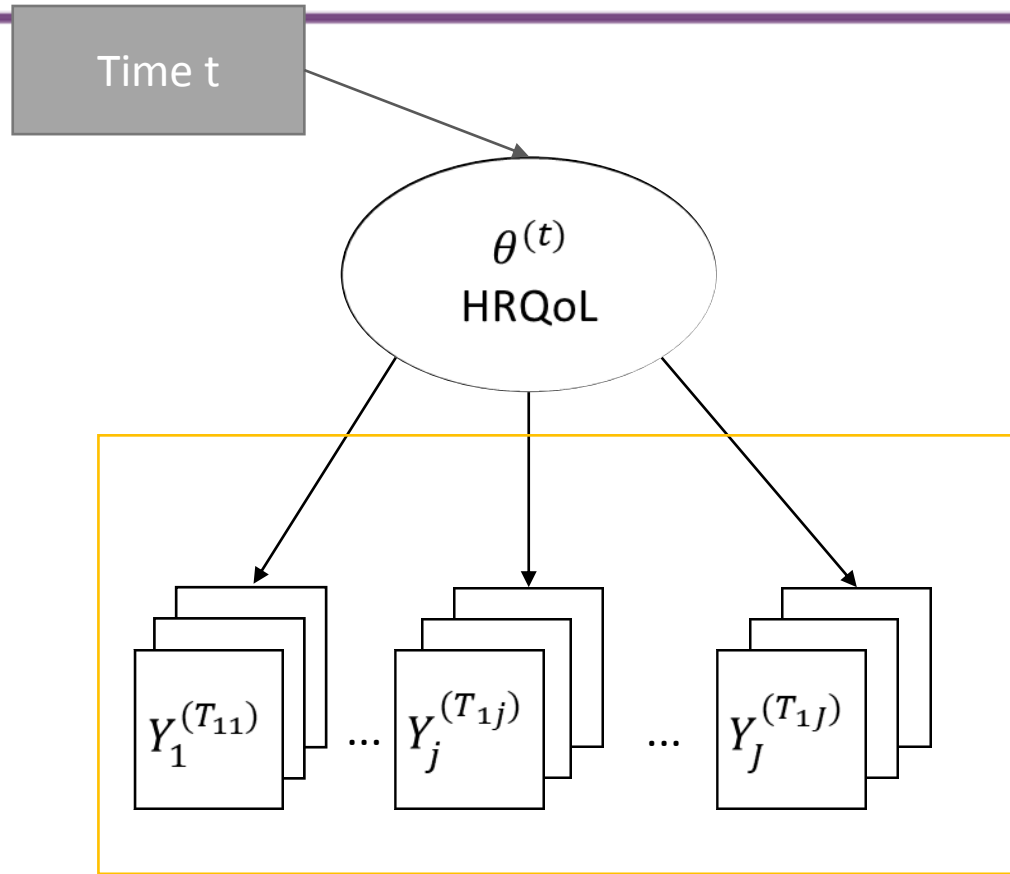 Time t
θ^(t)
HRQoL
Y_1^(T_11) ... Y_j^(T_1j) ... Y_J^(T_1J)